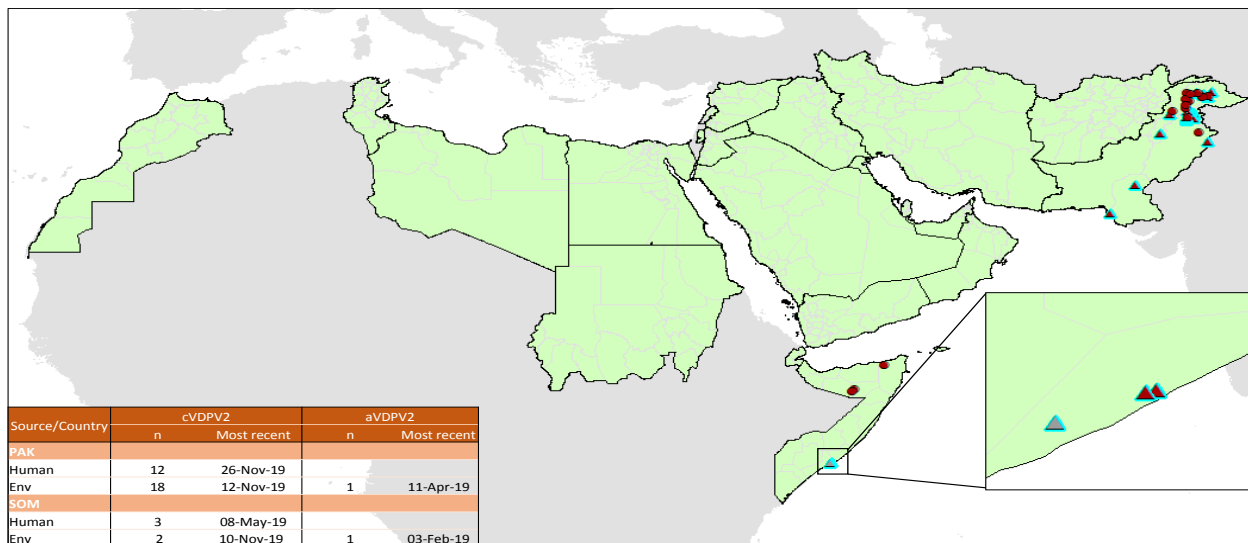 Source/Country cVDPV2 aVDPV2
n Most recent n Most recent
PAK
Human 12 26-Nov-19
Env 18 12-Nov-19 1 11-Apr-19
SOM
Human 3 08-May-19
Env 2 10-Nov-19 1 03-Feb-19